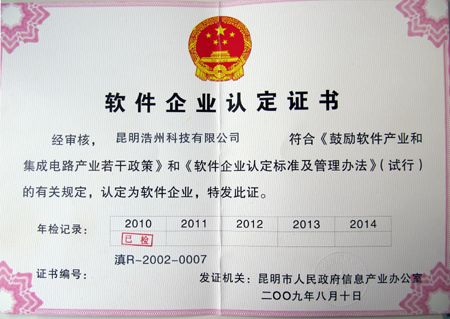 软件企业认定证书
经审核， 昆明浩州科技有限公司 符合《鼓励软件产业和
集成电路产业若干政策》和《软件企业认定标准及管理办法》（试行）
的有关规定，认定为软件企业，特发此证。
年检记录： 2010 2011 2012 2013 2014
已检
证书编号： 滇R-2002-0007
发证机关：昆明市人民政府信息产业办公室
二〇〇九年八月十日